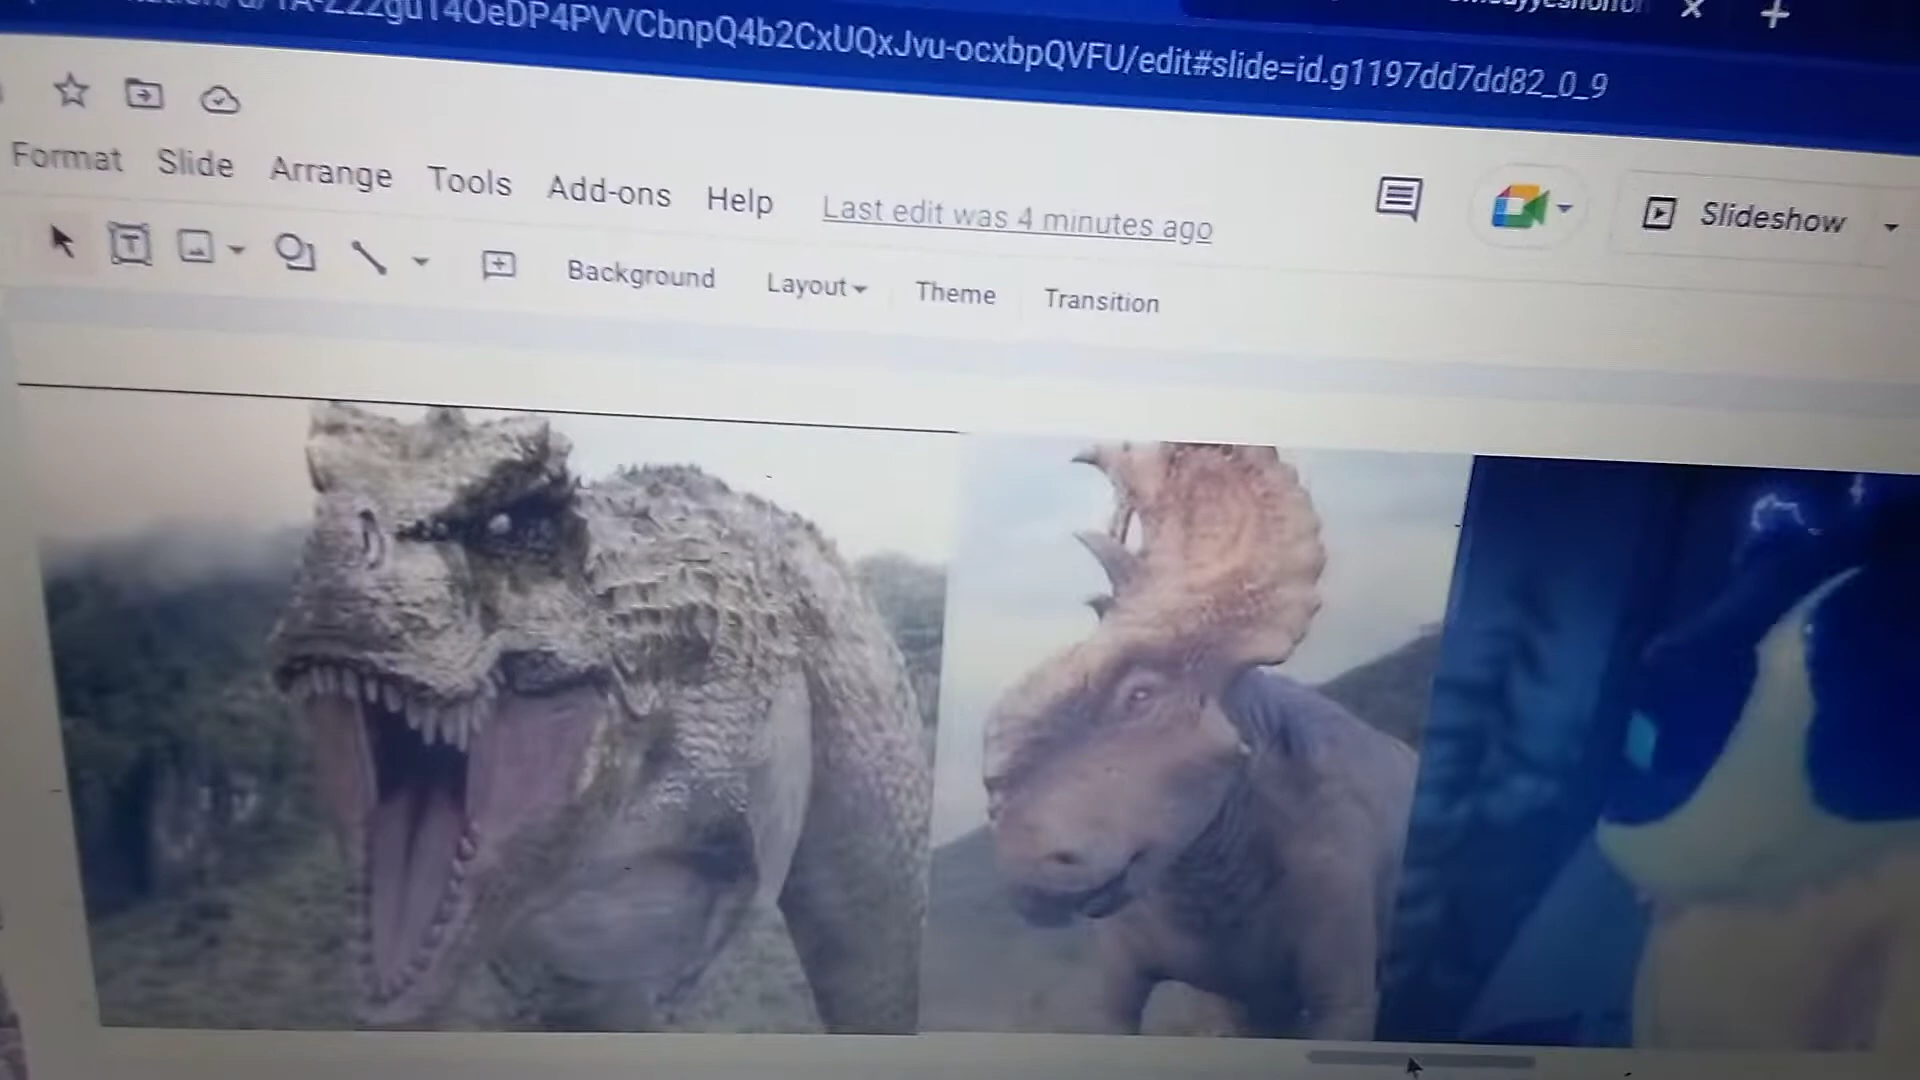 4OeDP4PVVCbnpQ4b2CxUQxJvu-ocxbpQVFU/edit#slide=id.g1197dd7dd82_0_9
Format Slide Arrange Tools Add-ons Help Last edit was 4 minutes ago
Slideshow
Background Layout Theme Transition